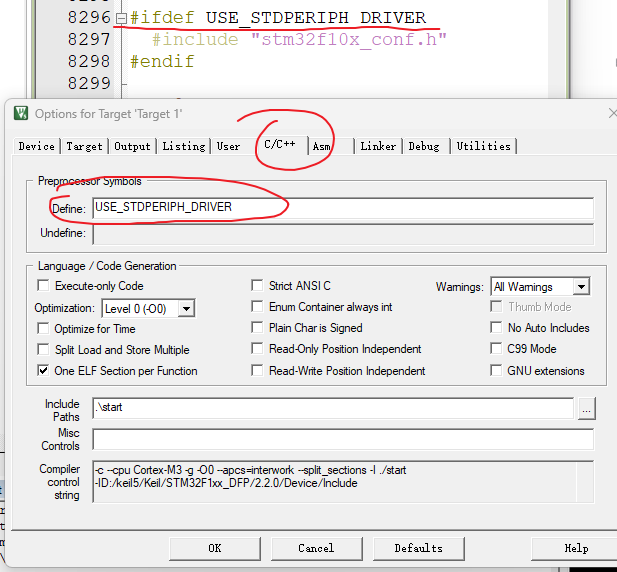 8296 #ifdef USE_STDPERIPH_DRIVER
8297 #include "stm32f10x_conf.h"
8298 #endif
8299
Options for Target 'Target 1'
Device Target Output Listing User C/C++ Asm Linker Debug Utilities
Preprocessor Symbols
Define: USE_STDPERIPH_DRIVER
Undefine:
Language / Code Generation
Execute-only Code Strict ANSI C Warnings: All Warnings
Optimization: Level 0 (-O0) Enum Container always int Thumb Mode
Optimize for Time Plain Char is Signed No Auto Includes
Split Load and Store Multiple Read-Only Position Independent C99 Mode
One ELF Section per Function Read-Write Position Independent GNU extensions
Include
Paths
.\start
...
Misc
Controls
Compiler
control
string
-c --cpu Cortex-M3 -g -O0 --apcs=interwork --split_sections -I ./start
-ID:/keil5/Keil/STM32F1xx_DFP/2.2.0/Device/Include
OK Cancel Defaults Help